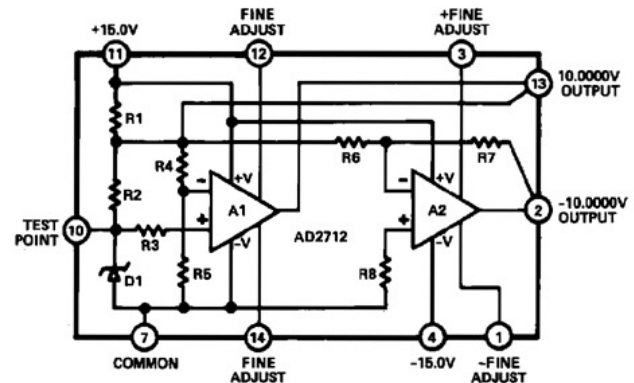 +15.0V
FINE
ADJUST
+FINE
ADJUST
11
12
3
13
10.0000V
OUTPUT
R1
R4
R6
R7
R2
+V
+V
–
–
A1
A2
+
+
–V
–V
2
–10.0000V
OUTPUT
TEST
POINT
10
R3
AD2712
D1
R5
R8
7
14
4
1
COMMON
FINE
ADJUST
–15.0V
–FINE
ADJUST